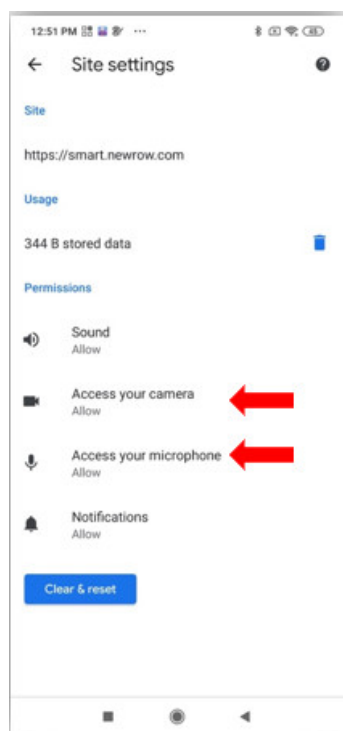 12:51 PM ... 45
Site settings
Site
https://smart.newrow.com
Usage
344 B stored data
Permissions
Sound
Allow
Access your camera
Allow
Access your microphone
Allow
Notifications
Allow
Clear & reset